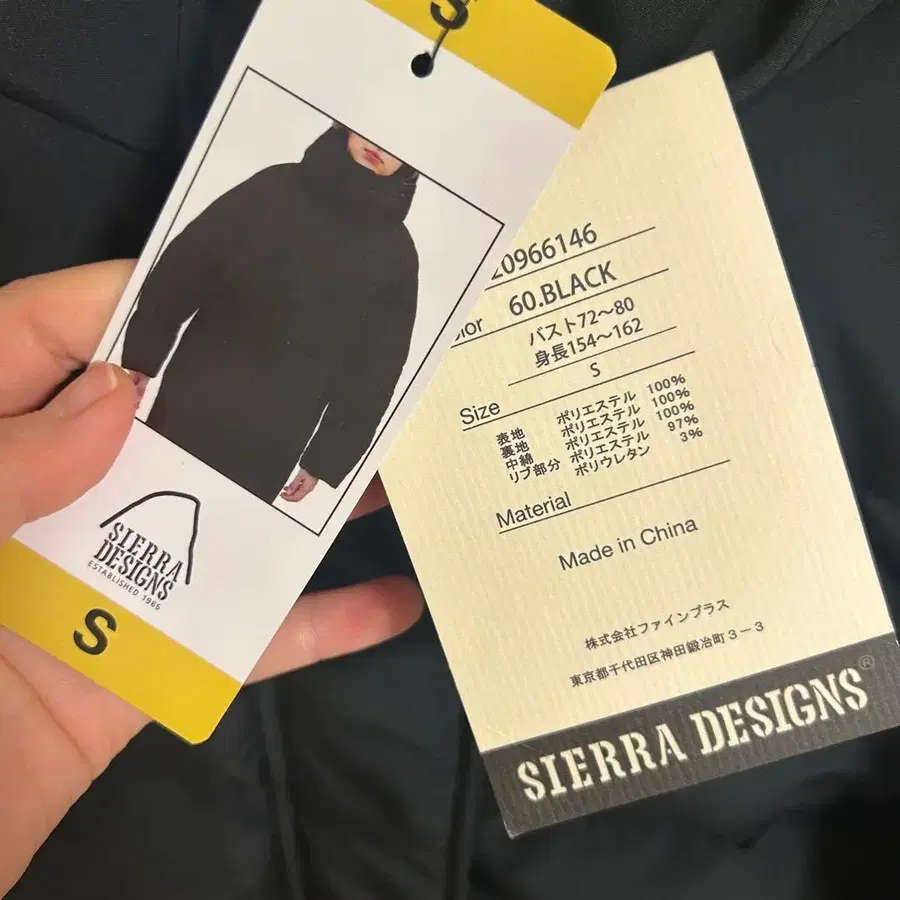 S
SIERRA
DESIGNS
ESTABLISHED 1965
S
20966146
60.BLACK
バスト72〜80
身長154〜162
S
Size
表地 ポリエステル 100%
裏地 ポリエステル 100%
中綿 ポリエステル 100%
リブ部分 ポリエステル 97%
ポリウレタン 3%
Material
Made in China
株式会社ファインプラス
東京都千代田区神田鍛冶町3-3
SIERRA DESIGNS®